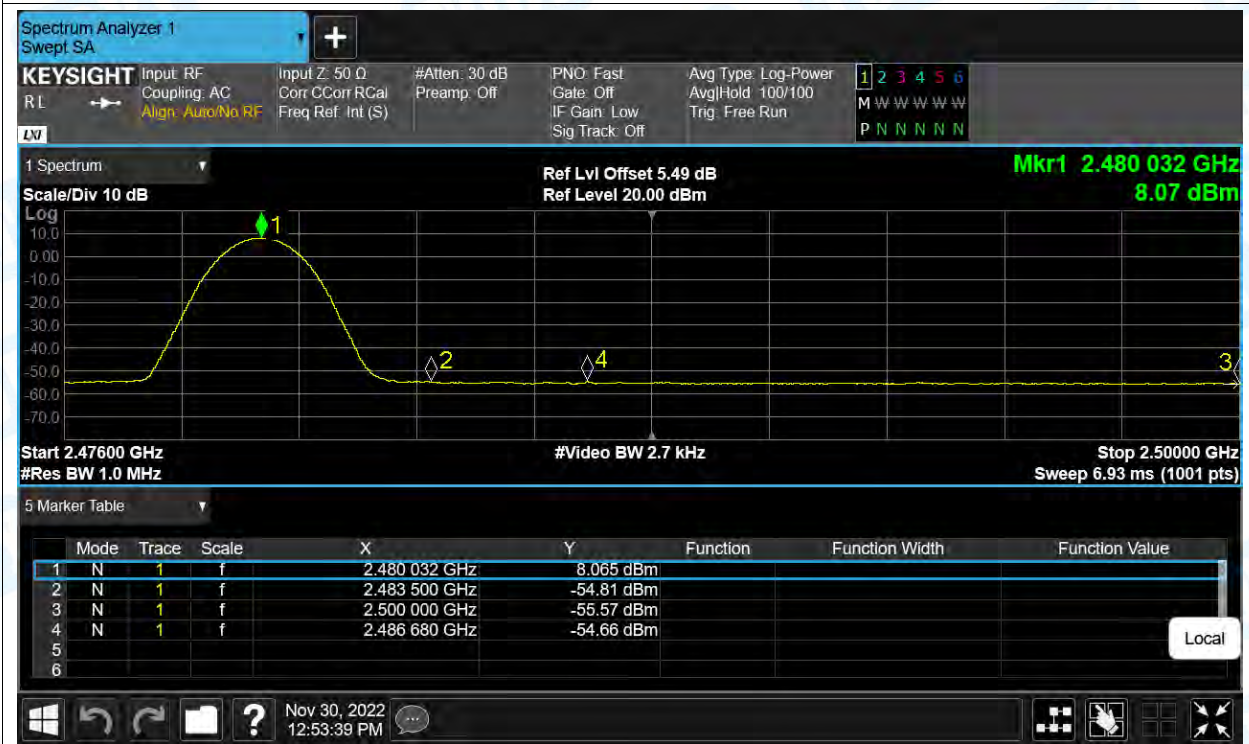 Spectrum Analyzer 1
Swept SA
KEYSIGHT
RL
LXI
Input: RF
Coupling: AC
Align: Auto/No RF
Input Z: 50 Ω
Corr CCorr RCal
Freq Ref: Int (S)
#Atten: 30 dB
Preamp: Off
PNO: Fast
Gate: Off
IF Gain: Low
Sig Track: Off
Avg Type: Log-Power
Avg|Hold: 100/100
Trig: Free Run
1 2 3 4 5 6
M W W W W W
P N N N N N
1 Spectrum
Scale/Div 10 dB
Ref Lvl Offset 5.49 dB
Ref Level 20.00 dBm
Mkr1 2.480 032 GHz
8.07 dBm
Log
10.0
0.00
-10.0
-20.0
-30.0
-40.0
-50.0
-60.0
-70.0
1
2
4
3
Start 2.47600 GHz
#Video BW 2.7 kHz
Stop 2.50000 GHz
#Res BW 1.0 MHz
Sweep 6.93 ms (1001 pts)
5 Marker Table
Mode Trace Scale X Y Function Function Width Function Value
1 N 1 f 2.480 032 GHz 8.065 dBm
2 N 1 f 2.483 500 GHz -54.81 dBm
3 N 1 f 2.500 000 GHz -55.57 dBm
4 N 1 f 2.486 680 GHz -54.66 dBm
5
6
Local
?
Nov 30, 2022
12:53:39 PM